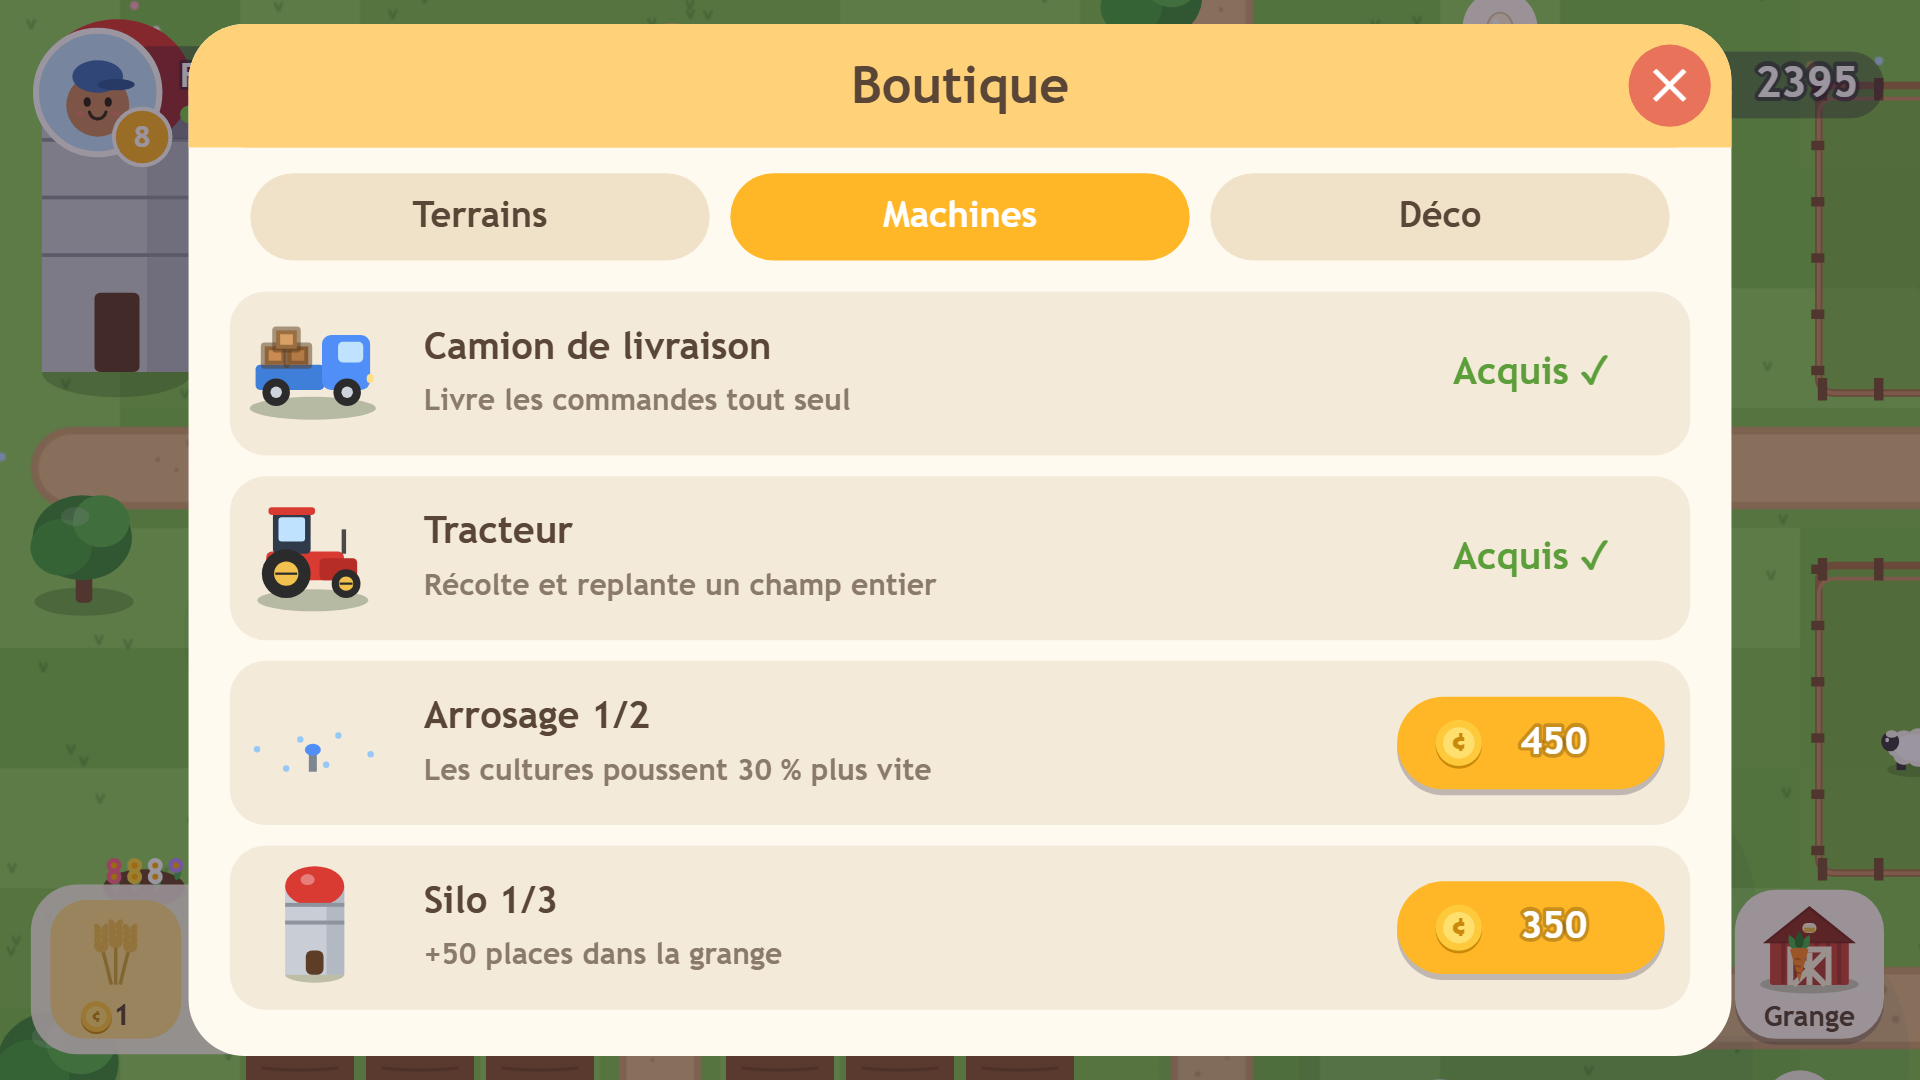 Boutique
2395
8
Terrains
Machines
Déco
Camion de livraison
Livre les commandes tout seul
Acquis ✓
Tracteur
Récolte et replante un champ entier
Acquis ✓
Arrosage 1/2
Les cultures poussent 30 % plus vite
450
Silo 1/3
+50 places dans la grange
350
1
Grange